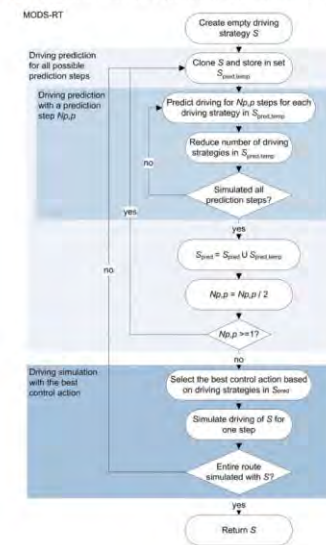 MODS-RT
Create empty driving
strategy S
Driving prediction
for all possible
prediction steps
Clone S and store in set
Spred,temp
Driving prediction
with a prediction
step Np,p
Predict driving for Np,p steps for each
driving strategy in Spred,temp
Reduce number of driving
strategies in Spred,temp
no
Simulated all
prediction steps?
yes
yes
Spred = Spred U Spred,temp
no
Np,p = Np,p / 2
Np,p >=1?
no
Driving simulation
with the best
control action
Select the best control action based
on driving strategies in Spred
Simulate driving of S for
one step
Entire route
simulated with S?
yes
Return S